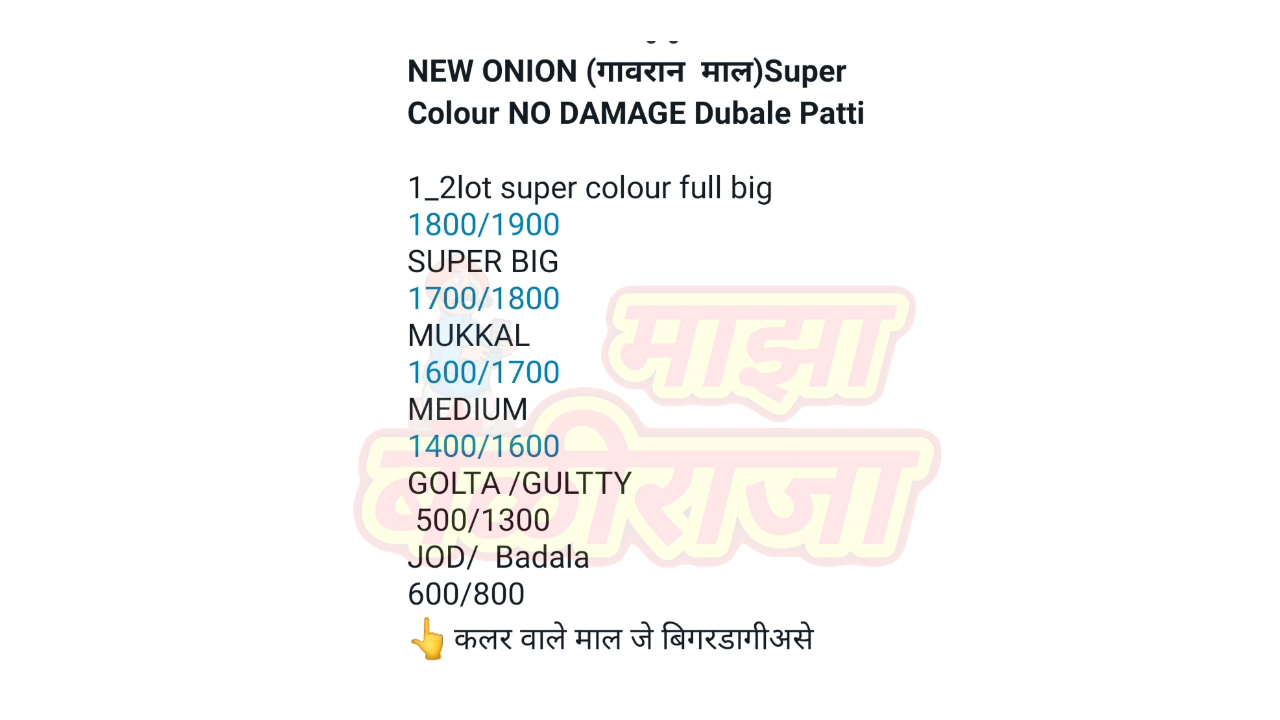 NEW ONION (गावरान माल)Super
Colour NO DAMAGE Dubale Patti
1_2lot super colour full big
1800/1900
SUPER BIG
1700/1800
MUKKAL
1600/1700
MEDIUM
1400/1600
GOLTA /GULTTY
500/1300
JOD/ Badala
600/800
👆 कलर वाले माल जे बिगरडागीअसे
माझा
बळीराजा